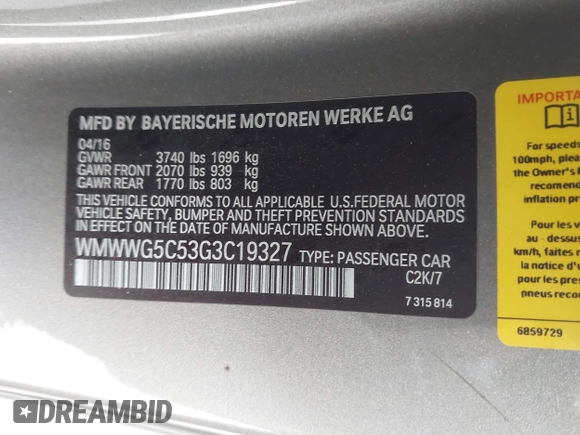 MFD BY BAYERISCHE MOTOREN WERKE AG
04/16
GVWR 3740 lbs 1696 kg
GAWR FRONT 2070 lbs 939 kg
GAWR REAR 1770 lbs 803 kg
THIS VEHICLE CONFORMS TO ALL APPLICABLE U.S.FEDERAL MOTOR
VEHICLE SAFETY, BUMPER AND THEFT PREVENTION STANDARDS
IN EFFECT ON THE DATE OF MANUFACTURE SHOWN ABOVE.
WMWWG5C53G3C19327 TYPE: PASSENGER CAR
C2K/7
7 315 814
IMPORTA
For speeds
100mph, plea
the Owner's M
recomen
inflation pr
Pour les v
au - dessus
km/h, faites r
la notice d'v
pour les pres
pneus recor
6859729
DREAMBID